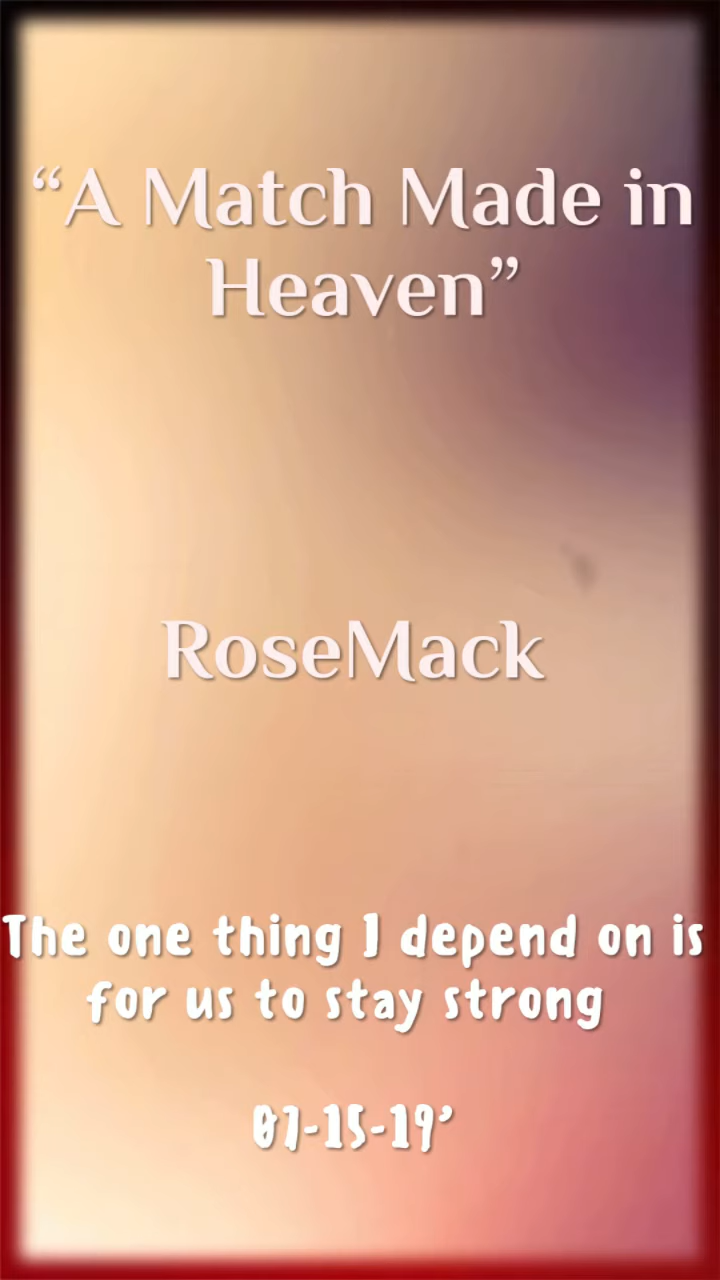 “A Match Made in
Heaven”
RoseMack
The one thing I depend on is
for us to stay strong
07-15-19’